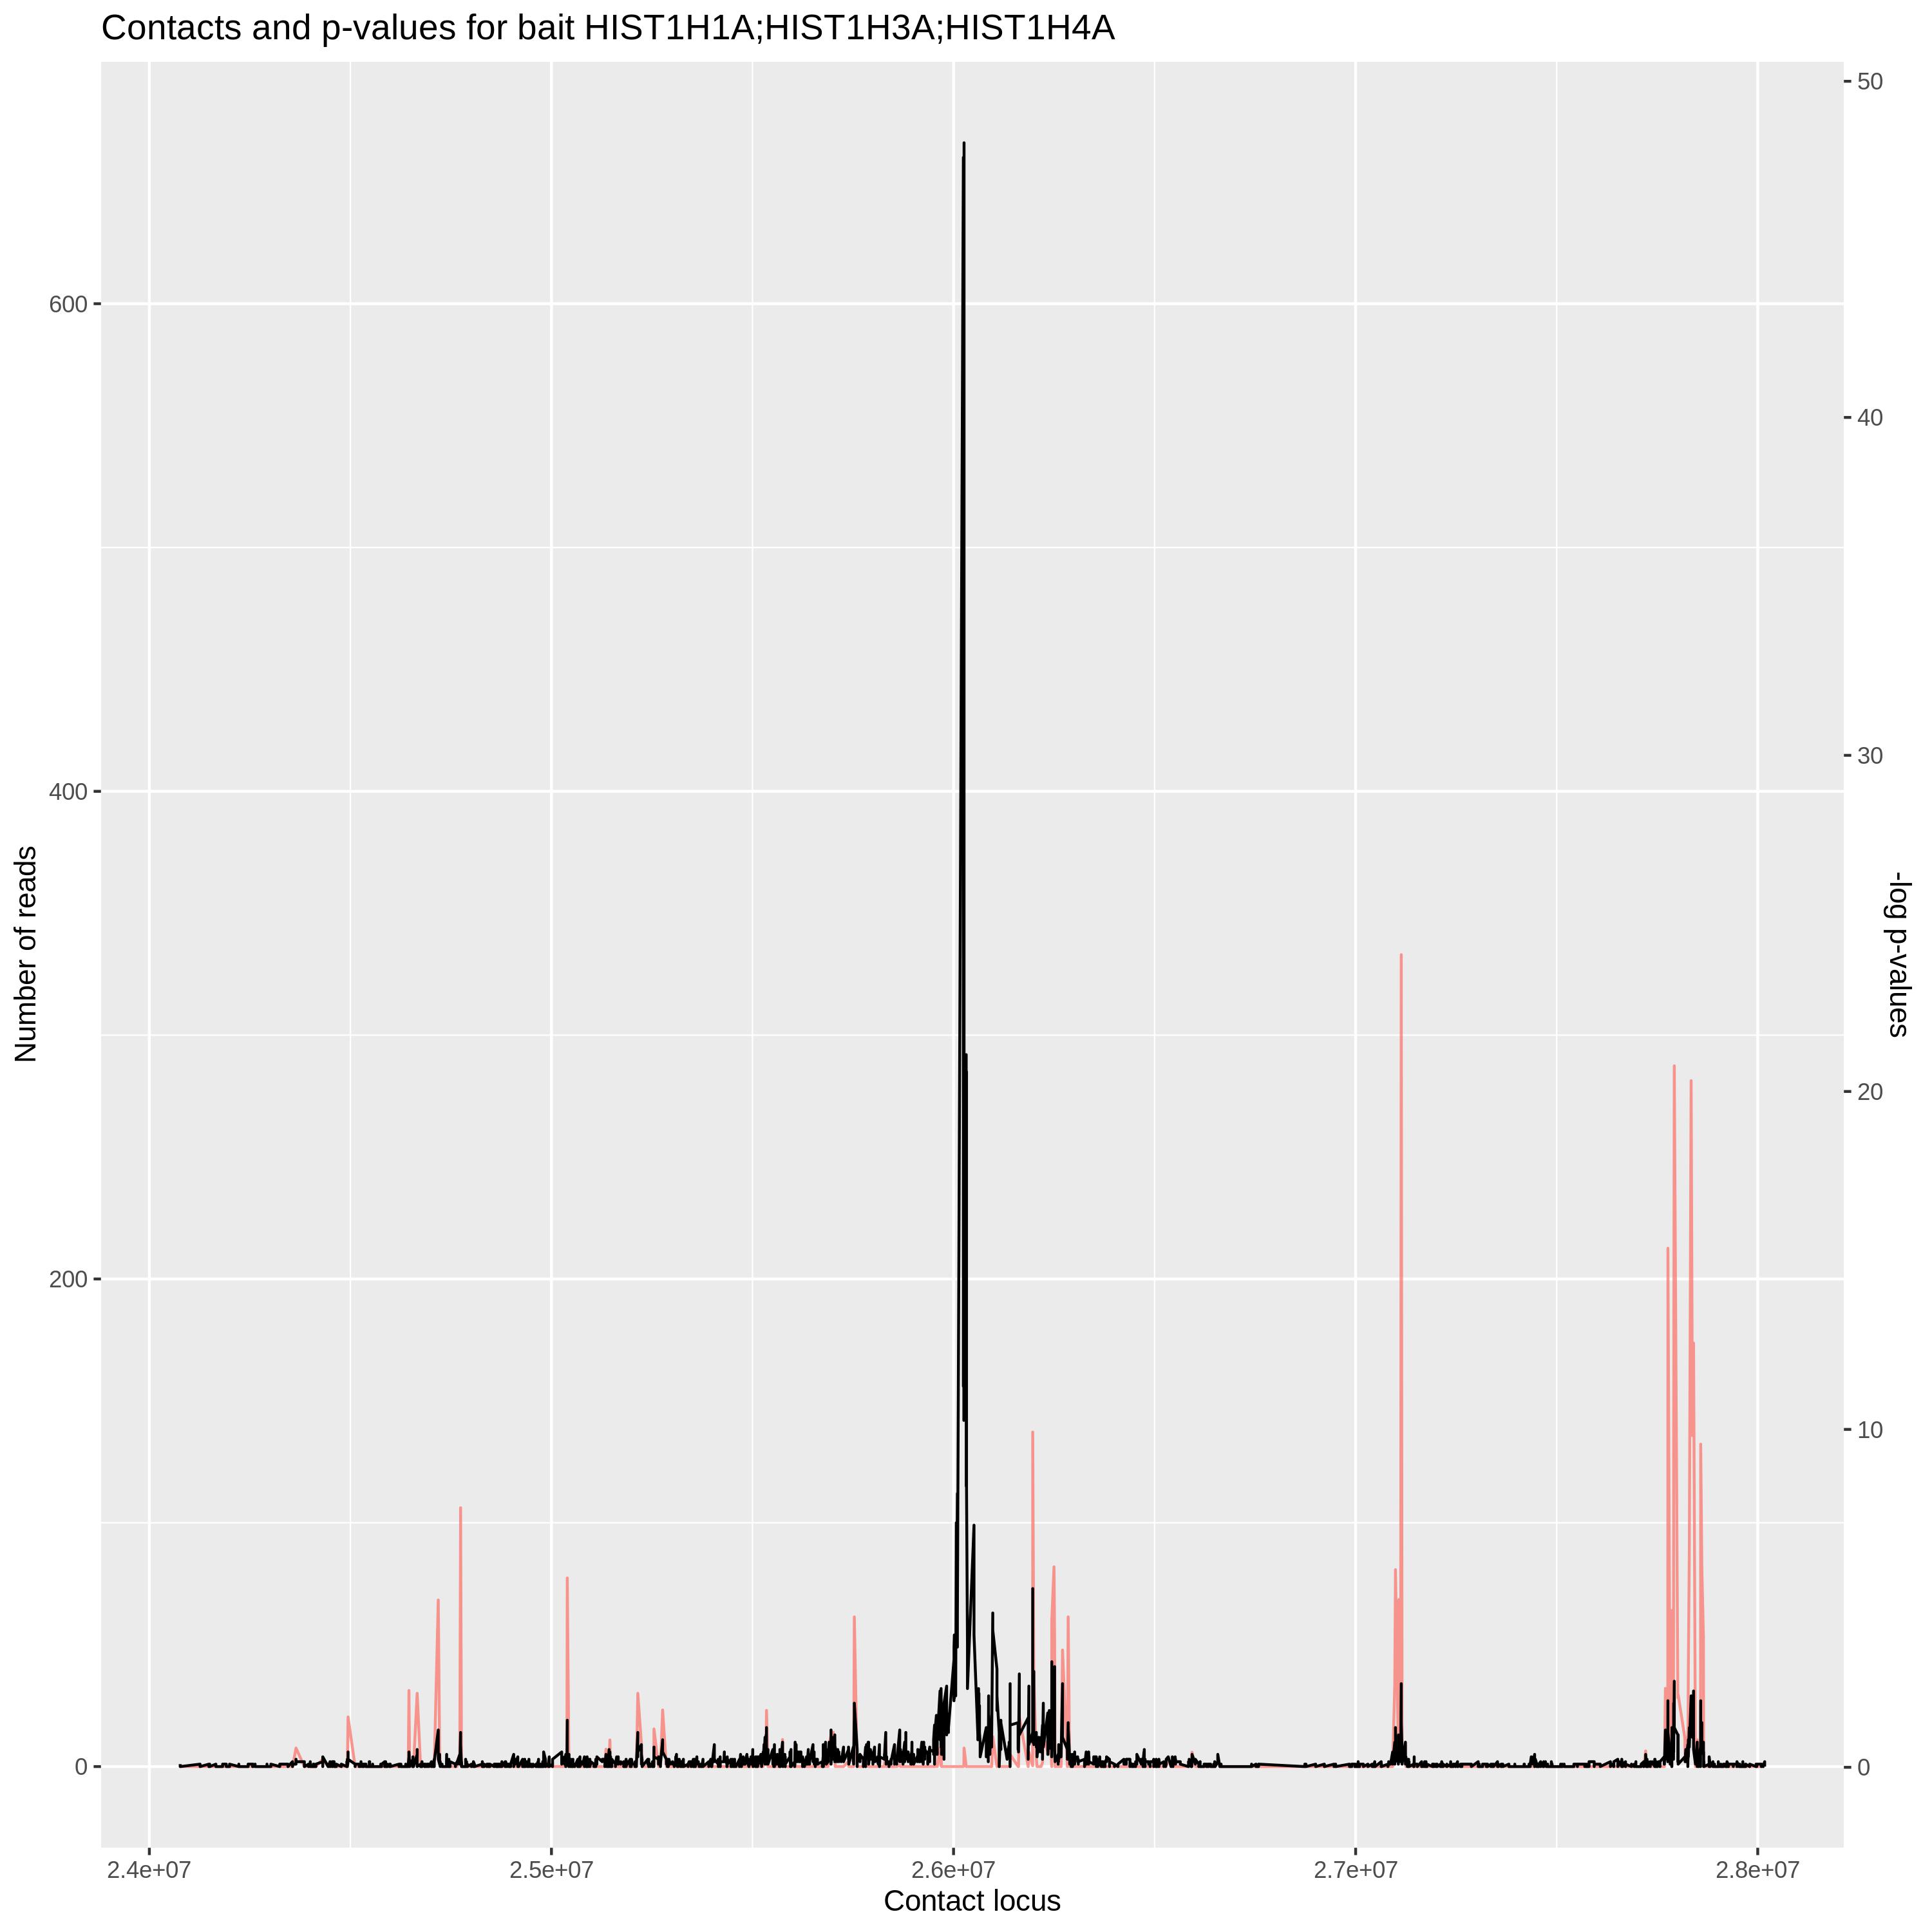 Contacts and p-values for bait HIST1H1A;HIST1H3A;HIST1H4A
Number of reads
600
400
200
0
50
40
30
20
10
0
-log p-values
2.4e+07
2.5e+07
2.6e+07
2.7e+07
2.8e+07
Contact locus